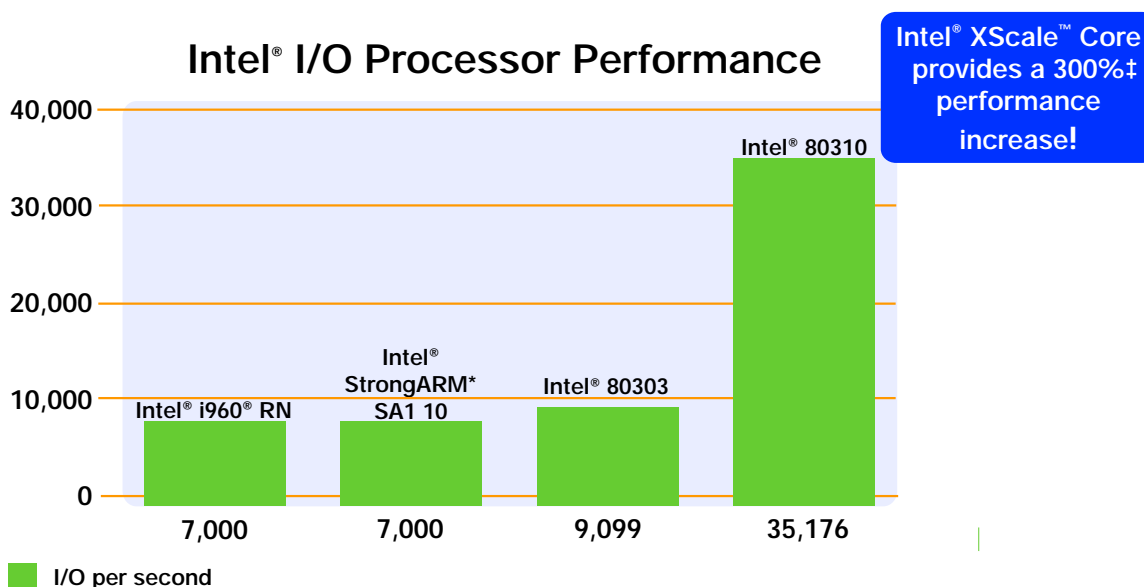 Intel® I/O Processor Performance
Intel® XScale™ Core
provides a 300%‡
performance
increase!
40,000
30,000
20,000
10,000
0
Intel® i960® RN
Intel®
StrongARM*
SA1 10
Intel® 80303
Intel® 80310
7,000
7,000
9,099
35,176
I/O per second